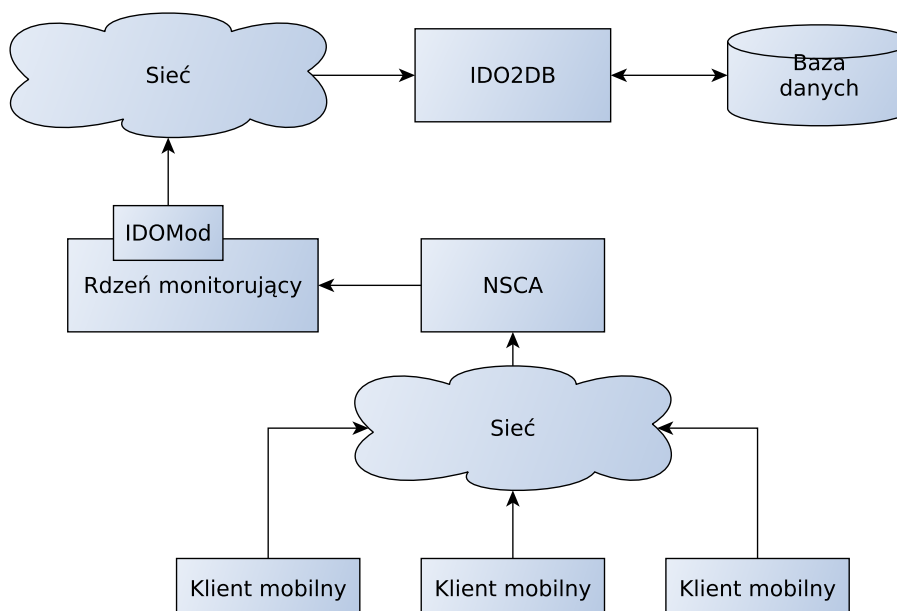 Sieć
IDO2DB
Baza
danych
IDOMod
Rdzeń monitorujący
NSCA
Sieć
Klient mobilny
Klient mobilny
Klient mobilny